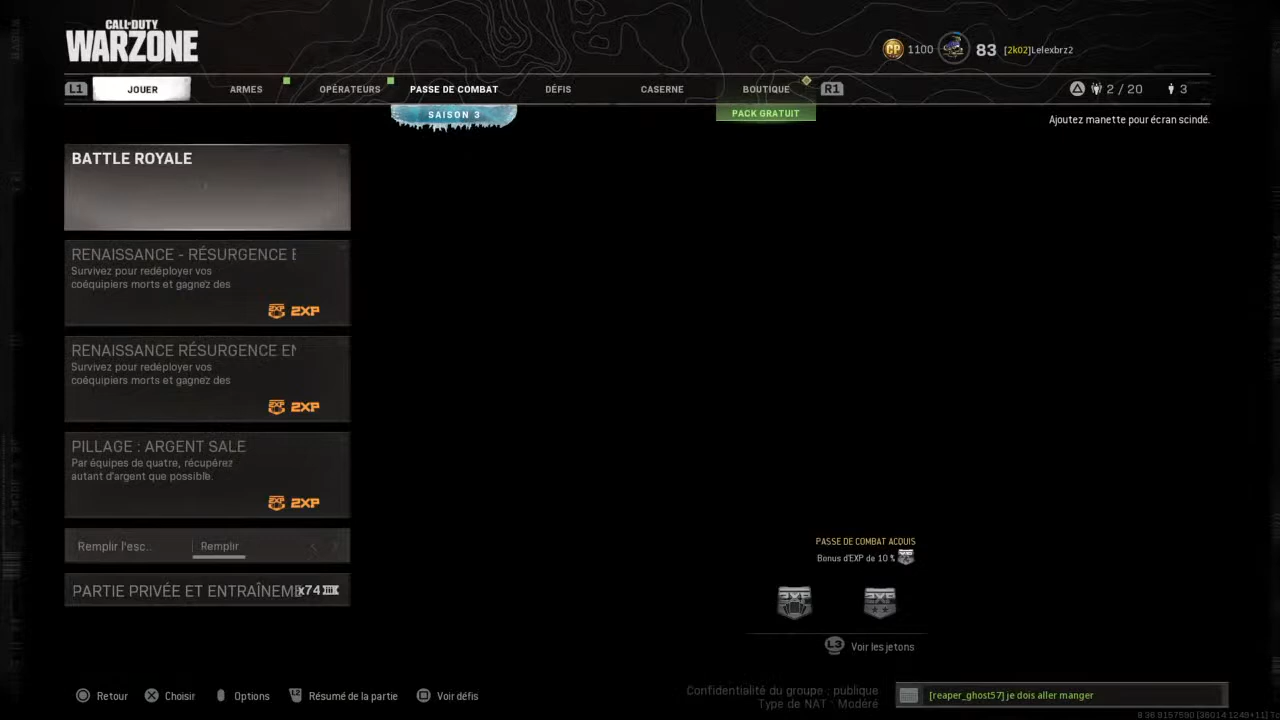 CALL OF DUTY
WARZONE
1100
83
[2k02]Lelexbrz2
L1
JOUER
ARMES
OPÉRATEURS
PASSE DE COMBAT
DÉFIS
CASERNE
BOUTIQUE
R1
2 / 20
3
SAISON 3
PACK GRATUIT
Ajoutez manette pour écran scindé.
BATTLE ROYALE
RENAISSANCE - RÉSURGENCE E
Survivez pour redéployer vos
coéquipiers morts et gagnez des
2XP
RENAISSANCE RÉSURGENCE EN
Survivez pour redéployer vos
coéquipiers morts et gagnez des
2XP
PILLAGE : ARGENT SALE
Par équipes de quatre, récupérez
autant d'argent que possible.
2XP
Remplir l'esc..
Remplir
PARTIE PRIVÉE ET ENTRAÎNEME
x74
PASSE DE COMBAT ACQUIS
Bonus d'EXP de 10 %
2XP
2XP
L3
Voir les jetons
Retour
Choisir
Options
L2
Résumé de la partie
Voir défis
Confidentialité du groupe : publique
Type de NAT : Modéré
[reaper_ghost57] je dois aller manger